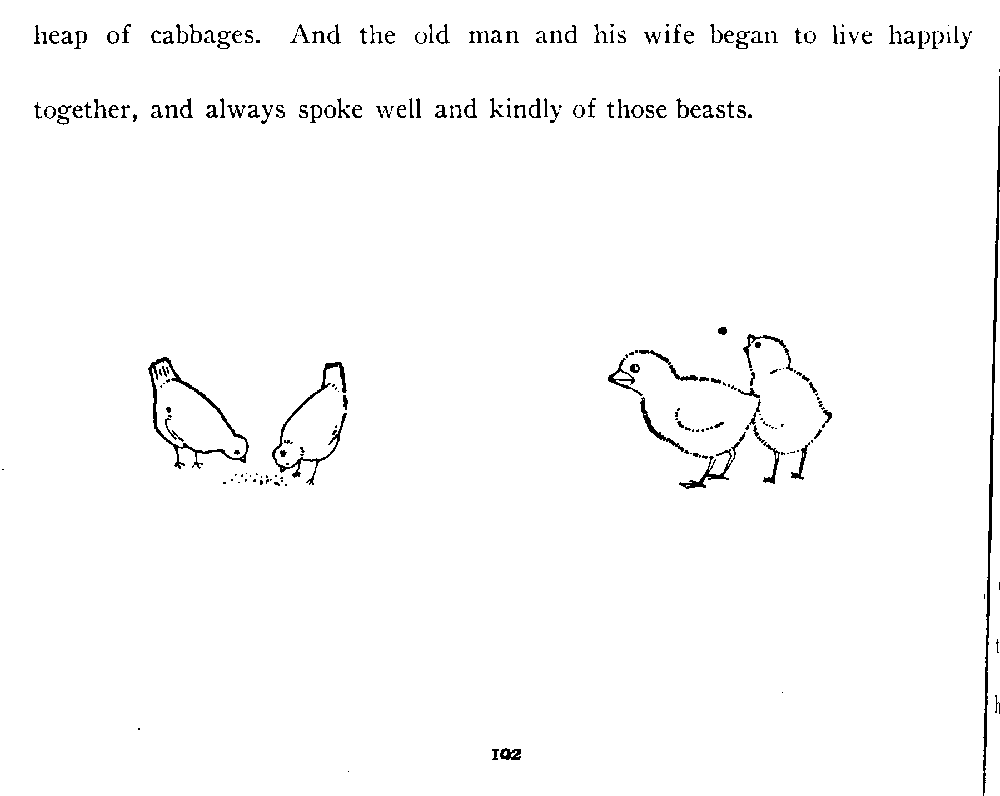 heap of cabbages. And the old man and his wife began to live happily
together, and always spoke well and kindly of those beasts.
102